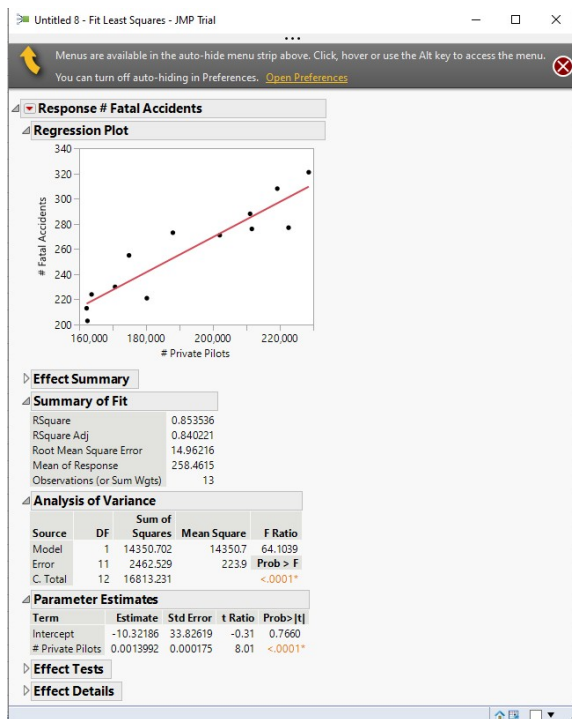 Untitled 8 - Fit Least Squares - JMP Trial
Menus are available in the auto-hide menu strip above. Click, hover or use the Alt key to access the menu.
You can turn off auto-hiding in Preferences. Open Preferences
Response # Fatal Accidents
Regression Plot
340
320
300
280
260
240
220
200
# Fatal Accidents
160,000 180,000 200,000 220,000
# Private Pilots
Effect Summary
Summary of Fit
RSquare 0.853536
RSquare Adj 0.840221
Root Mean Square Error 14.96216
Mean of Response 258.4615
Observations (or Sum Wgts) 13
Analysis of Variance
Sum of
Source DF Squares Mean Square F Ratio
Model 1 14350.702 14350.7 64.1039
Error 11 2462.529 223.9 Prob > F
C. Total 12 16813.231 <.0001*
Parameter Estimates
Term Estimate Std Error t Ratio Prob>|t|
Intercept -10.32186 33.82619 -0.31 0.7660
# Private Pilots 0.0013992 0.000175 8.01 <.0001*
Effect Tests
Effect Details